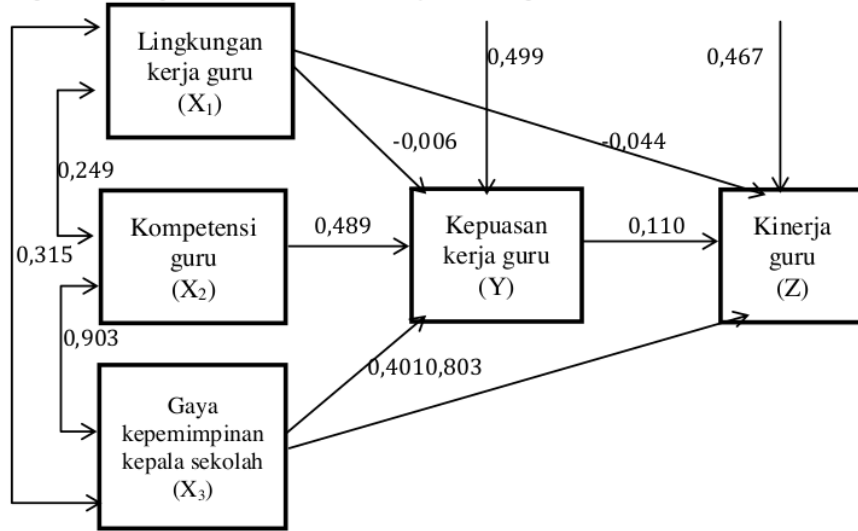 Lingkungan
kerja guru
(X₁)
0,499
0,467
-0,006
-0,044
0,249
Kompetensi
guru
(X₂)
0,489
Kepuasan
kerja guru
(Y)
0,110
Kinerja
guru
(Z)
0,315
0,903
0,4010,803
Gaya
kepemimpinan
kepala sekolah
(X₃)